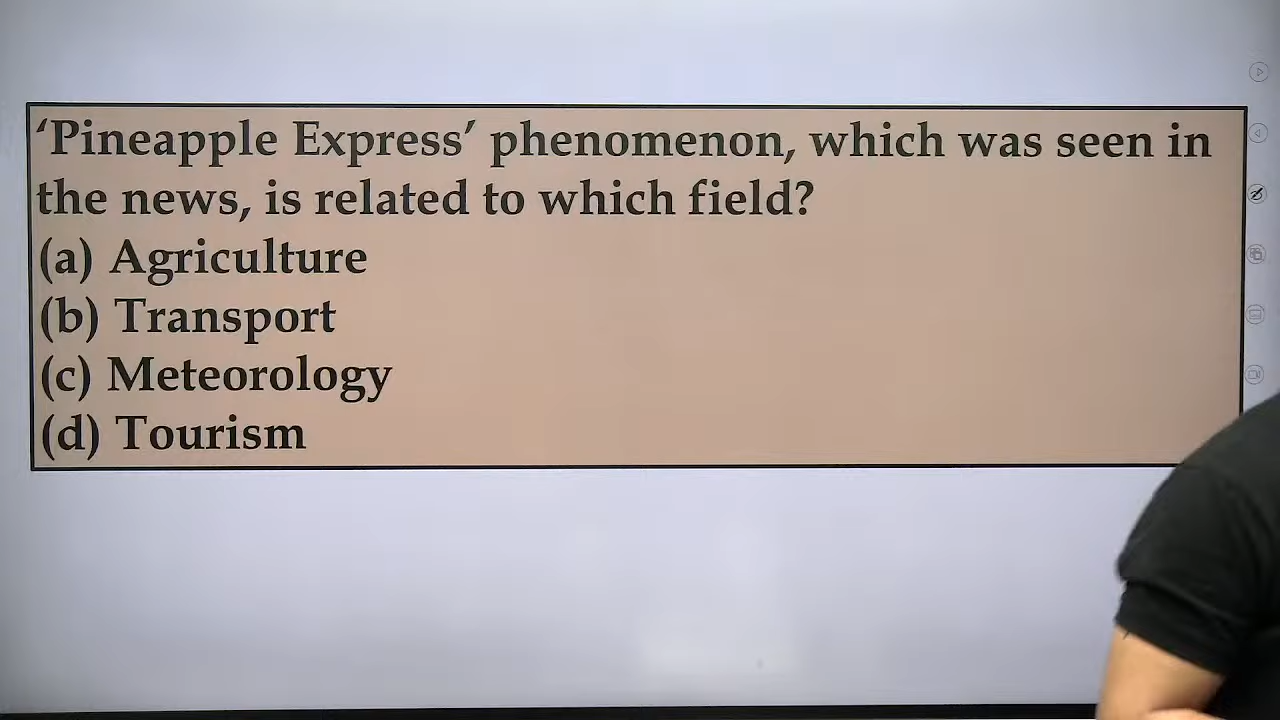 ‘Pineapple Express’ phenomenon, which was seen in
the news, is related to which field?
(a) Agriculture
(b) Transport
(c) Meteorology
(d) Tourism